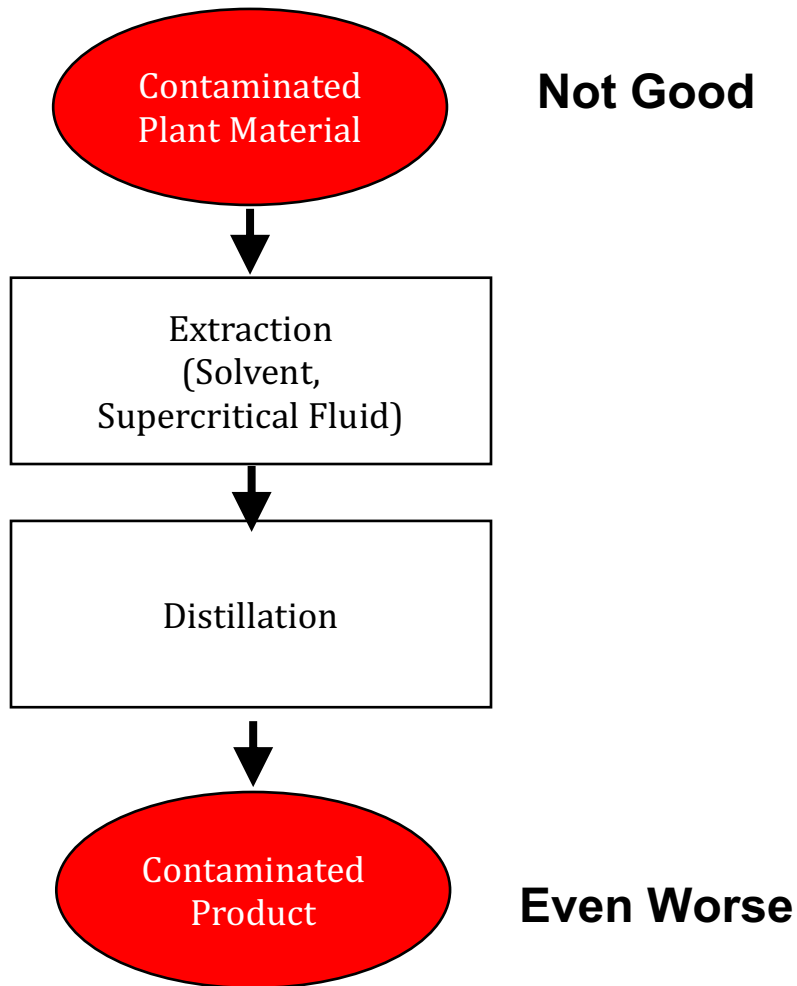 Contaminated
Plant Material
Not Good
Extraction
(Solvent,
Supercritical Fluid)
Distillation
Contaminated
Product
Even Worse